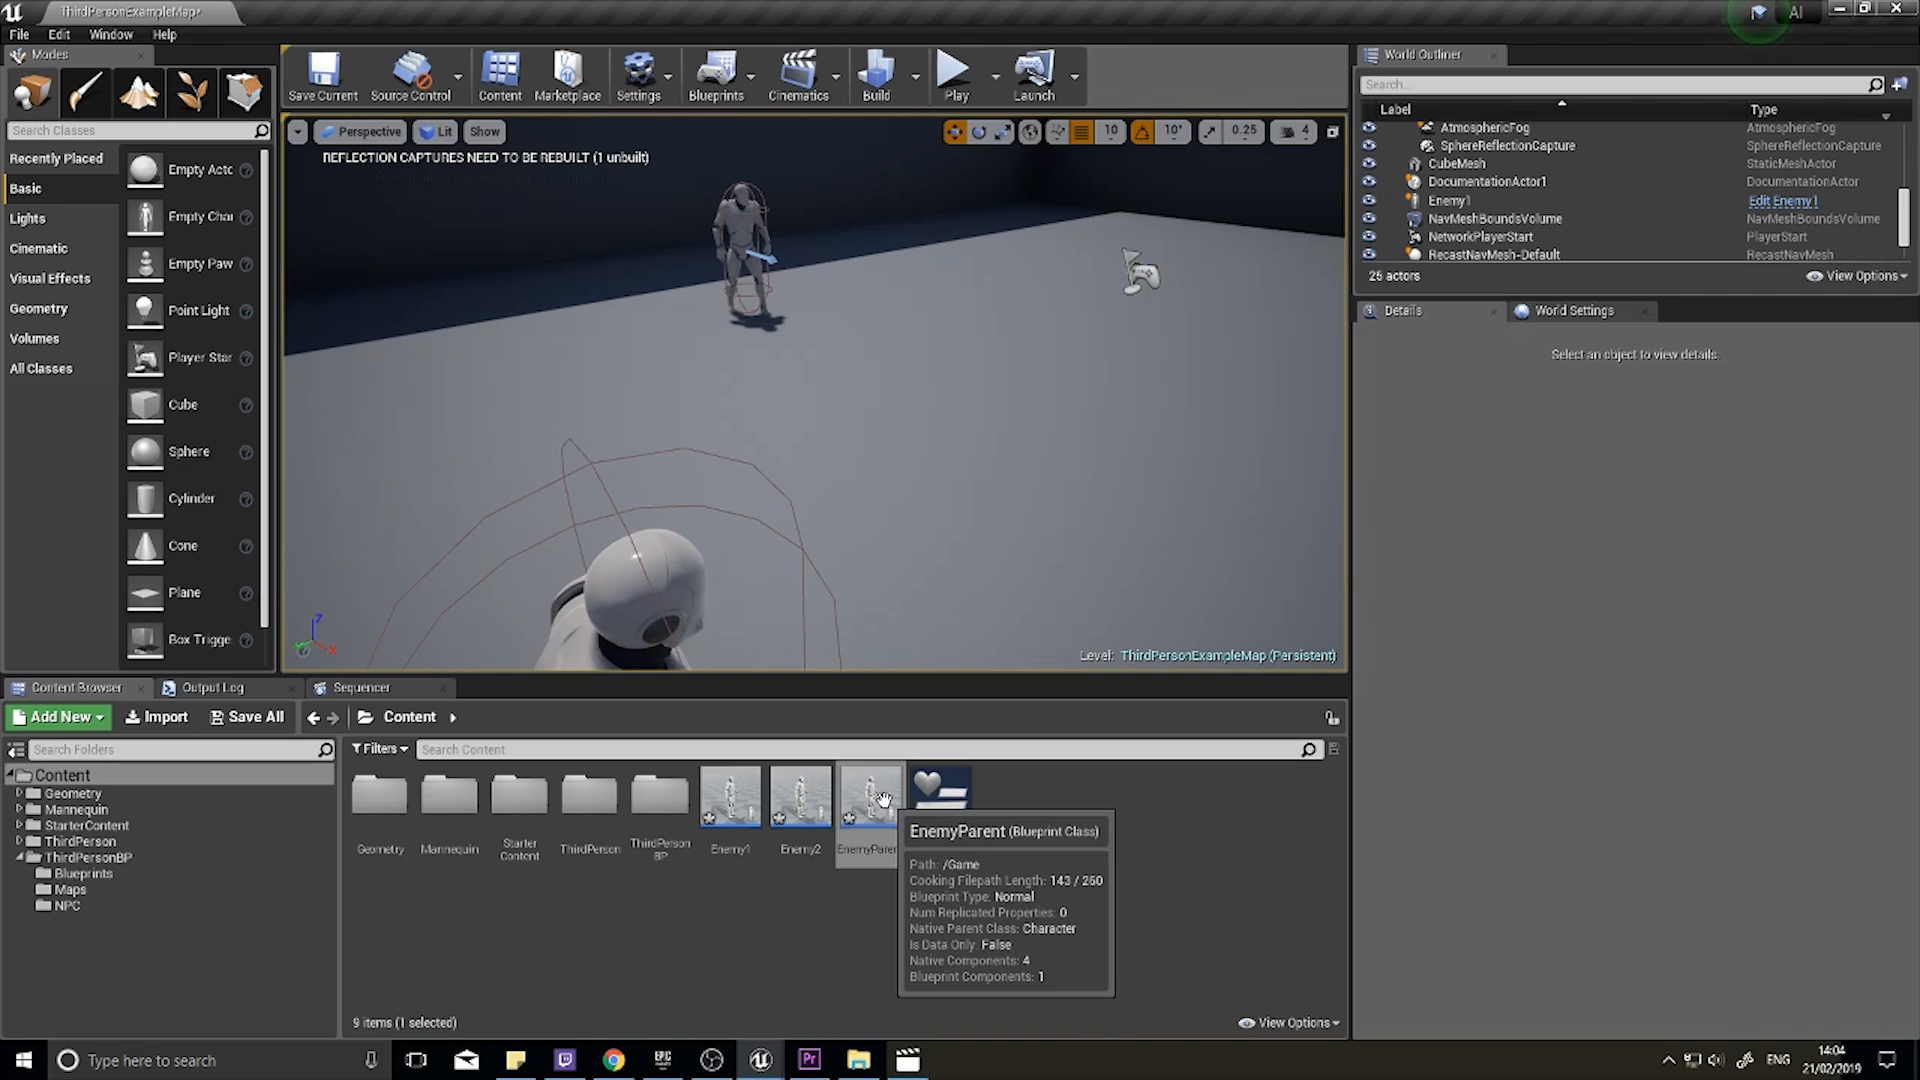 ThirdPersonExampleMap*
AI
File Edit Window Help
Modes
Search Classes
Recently Placed
Basic
Lights
Cinematic
Visual Effects
Geometry
Volumes
All Classes
Empty Acto
Empty Char
Empty Paw
Point Light
Player Star
Cube
Sphere
Cylinder
Cone
Plane
Box Trigge
Save Current
Source Control
Content
Marketplace
Settings
Blueprints
Cinematics
Build
Play
Launch
Perspective Lit Show
10 10° 0.25 4
REFLECTION CAPTURES NEED TO BE REBUILT (1 unbuilt)
Level: ThirdPersonExampleMap (Persistent)
World Outliner
Search...
Label Type
AtmosphericFog AtmosphericFog
SphereReflectionCapture SphereReflectionCapture
CubeMesh StaticMeshActor
DocumentationActor1 DocumentationActor
Enemy1 Edit Enemy1
NavMeshBoundsVolume NavMeshBoundsVolume
NetworkPlayerStart PlayerStart
RecastNavMesh-Default RecastNavMesh
25 actors View Options
Details World Settings
Select an object to view details.
Content Browser Output Log Sequencer
Add New Import Save All Content
Search Folders
Content
Geometry
Mannequin
StarterContent
ThirdPerson
ThirdPersonBP
Blueprints
Maps
NPC
Filters Search Content
Geometry
Mannequin
Starter
Content
ThirdPerson
ThirdPerson
BP
Enemy1
Enemy2
EnemyParen
EnemyParent (Blueprint Class)
Path: /Game
Cooking Filepath Length: 143 / 260
Blueprint Type: Normal
Num Replicated Properties: 0
Native Parent Class: Character
Is Data Only: False
Native Components: 4
Blueprint Components: 1
9 items (1 selected) View Options
Type here to search
EPIC
Pr
ENG
14:04
21/02/2019